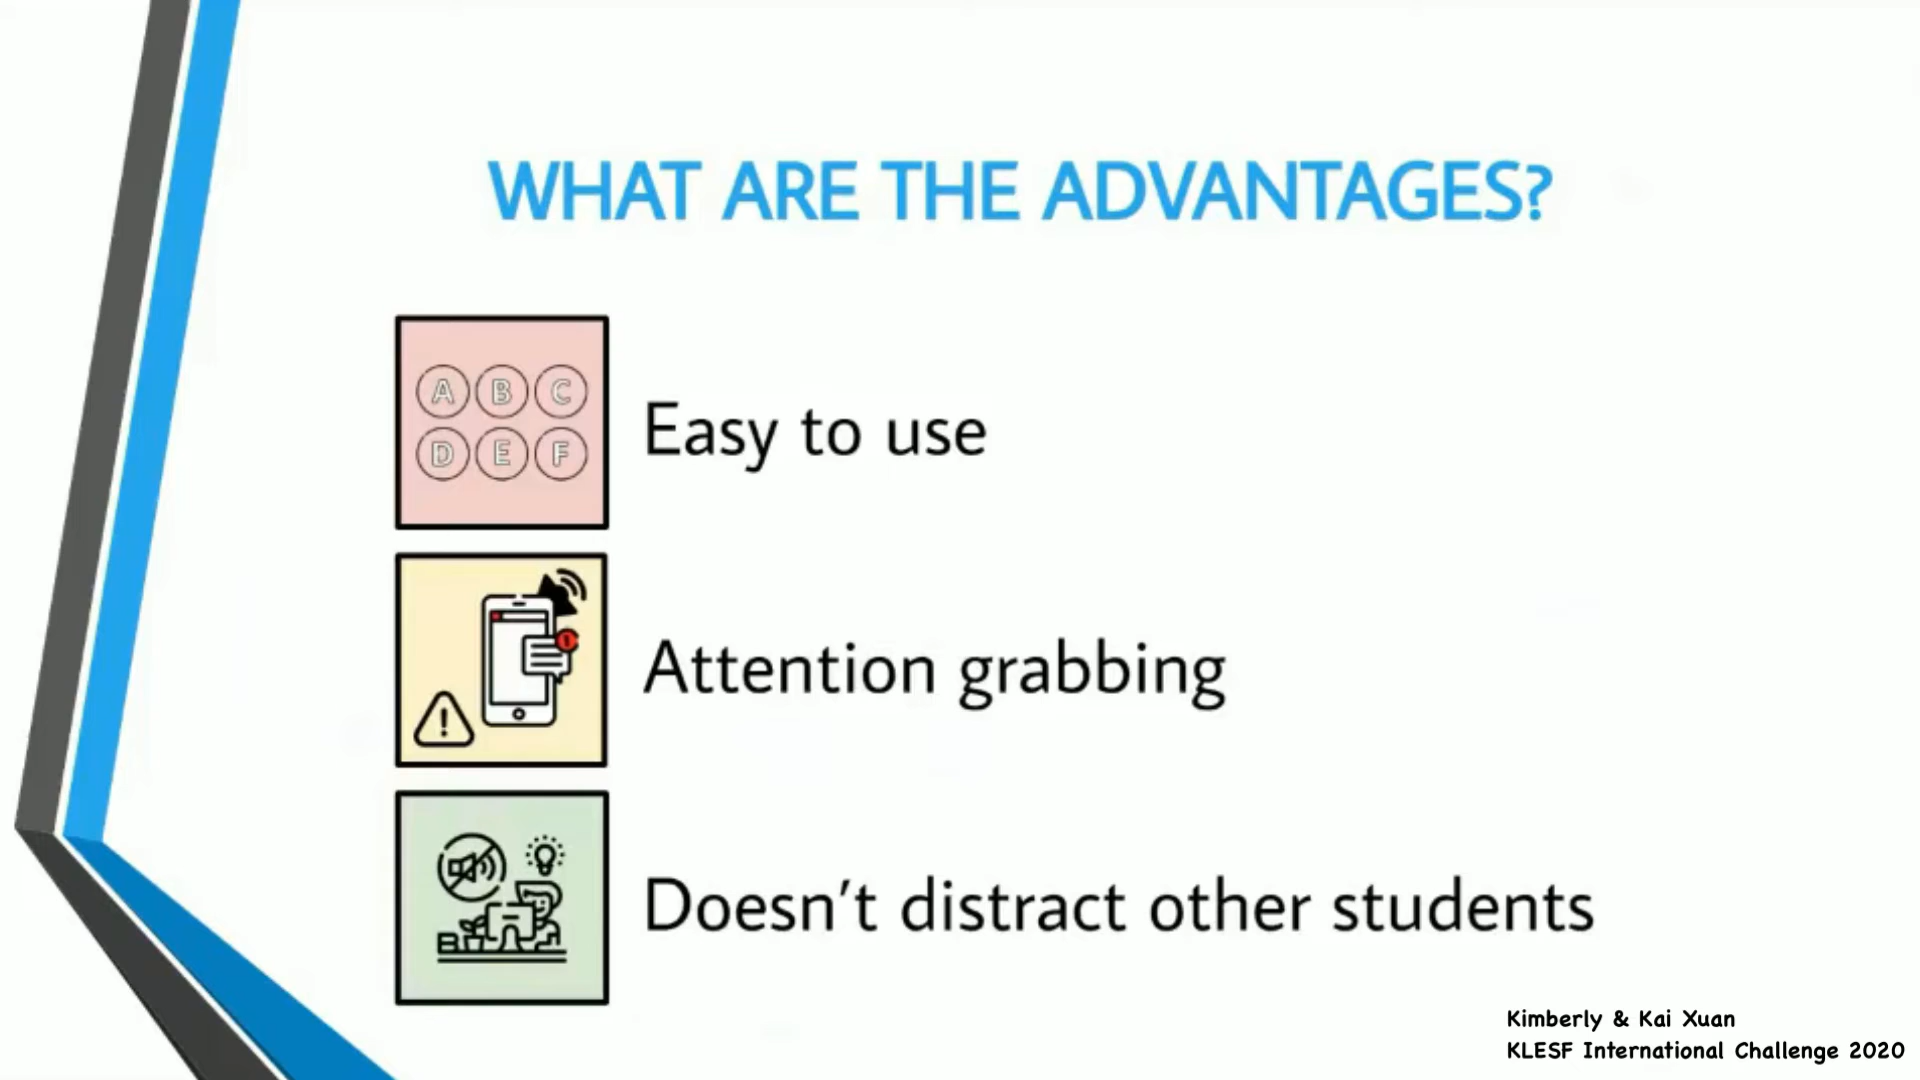 WHAT ARE THE ADVANTAGES?
A B C
D E F
Easy to use
Attention grabbing
Doesn't distract other students
Kimberly & Kai Xuan
KLESF International Challenge 2020